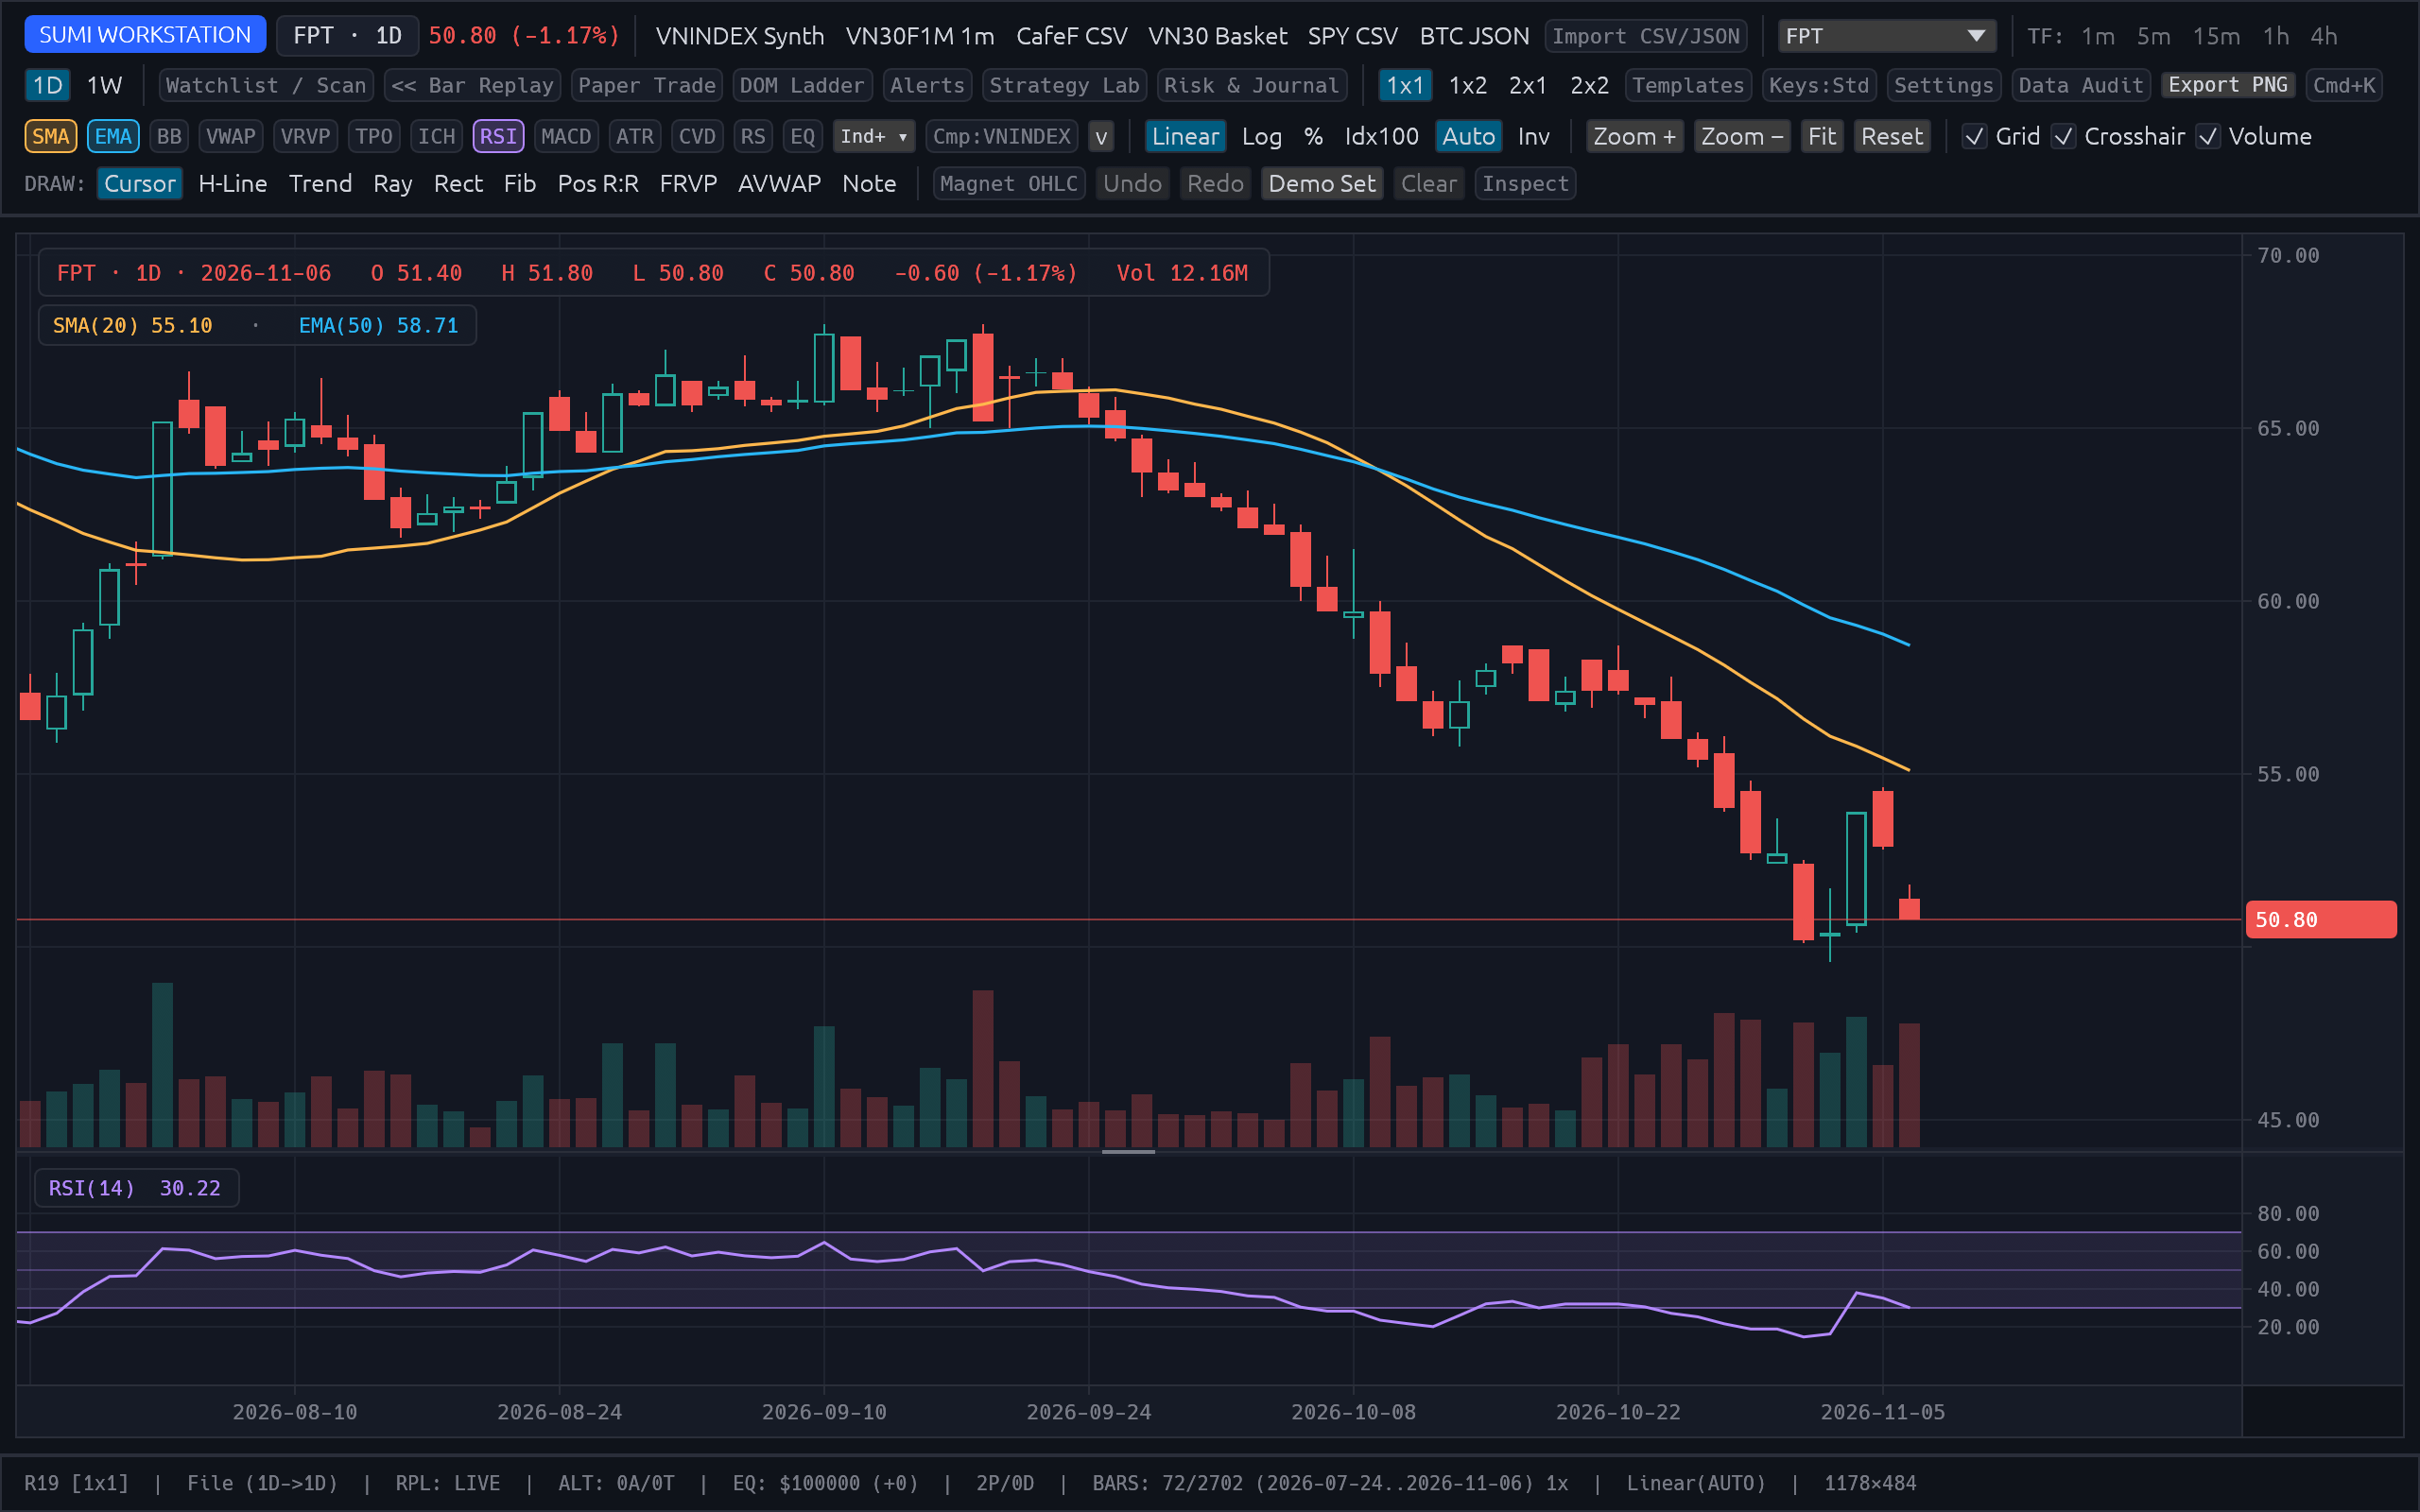 SUMI WORKSTATION FPT · 1D 50.80 (-1.17%) VNINDEX Synth VN30F1M 1m CafeF CSV VN30 Basket SPY CSV BTC JSON Import CSV/JSON FPT ▼ TF: 1m 5m 15m 1h 4h
1D 1W Watchlist / Scan << Bar Replay Paper Trade DOM Ladder Alerts Strategy Lab Risk & Journal 1x1 1x2 2x1 2x2 Templates Keys:Std Settings Data Audit Export PNG Cmd+K
SMA EMA BB VWAP VRVP TPO ICH RSI MACD ATR CVD RS EQ Ind+ ▾ Cmp:VNINDEX v Linear Log % Idx100 Auto Inv Zoom + Zoom − Fit Reset Grid Crosshair Volume
DRAW: Cursor H-Line Trend Ray Rect Fib Pos R:R FRVP AVWAP Note Magnet OHLC Undo Redo Demo Set Clear Inspect
FPT · 1D · 2026-11-06 O 51.40 H 51.80 L 50.80 C 50.80 -0.60 (-1.17%) Vol 12.16M
SMA(20) 55.10 · EMA(50) 58.71
70.00
65.00
60.00
55.00
50.80
45.00
RSI(14) 30.22
80.00
60.00
40.00
20.00
2026-08-10 2026-08-24 2026-09-10 2026-09-24 2026-10-08 2026-10-22 2026-11-05
R19 [1x1] | File (1D->1D) | RPL: LIVE | ALT: 0A/0T | EQ: $100000 (+0) | 2P/0D | BARS: 72/2702 (2026-07-24..2026-11-06) 1x | Linear(AUTO) | 1178×484